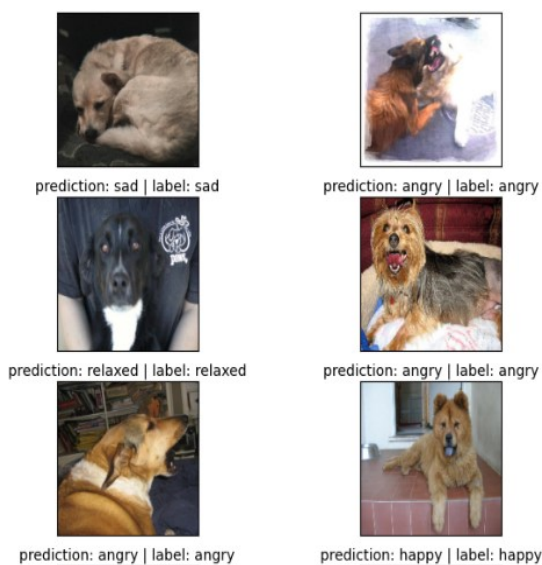 prediction: sad | label: sad
prediction: angry | label: angry
prediction: relaxed | label: relaxed
prediction: angry | label: angry
prediction: angry | label: angry
prediction: happy | label: happy